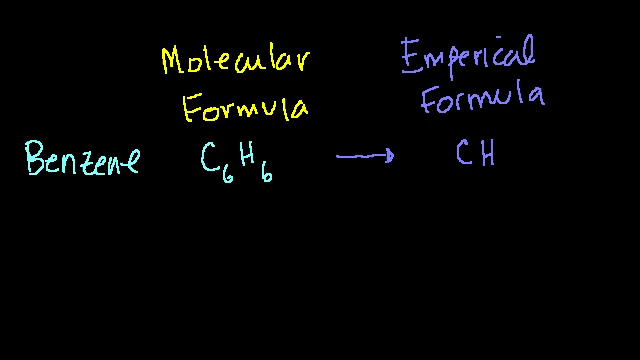 Molecular Emperical
Formula Formula
Benzene C₆H₆ → CH